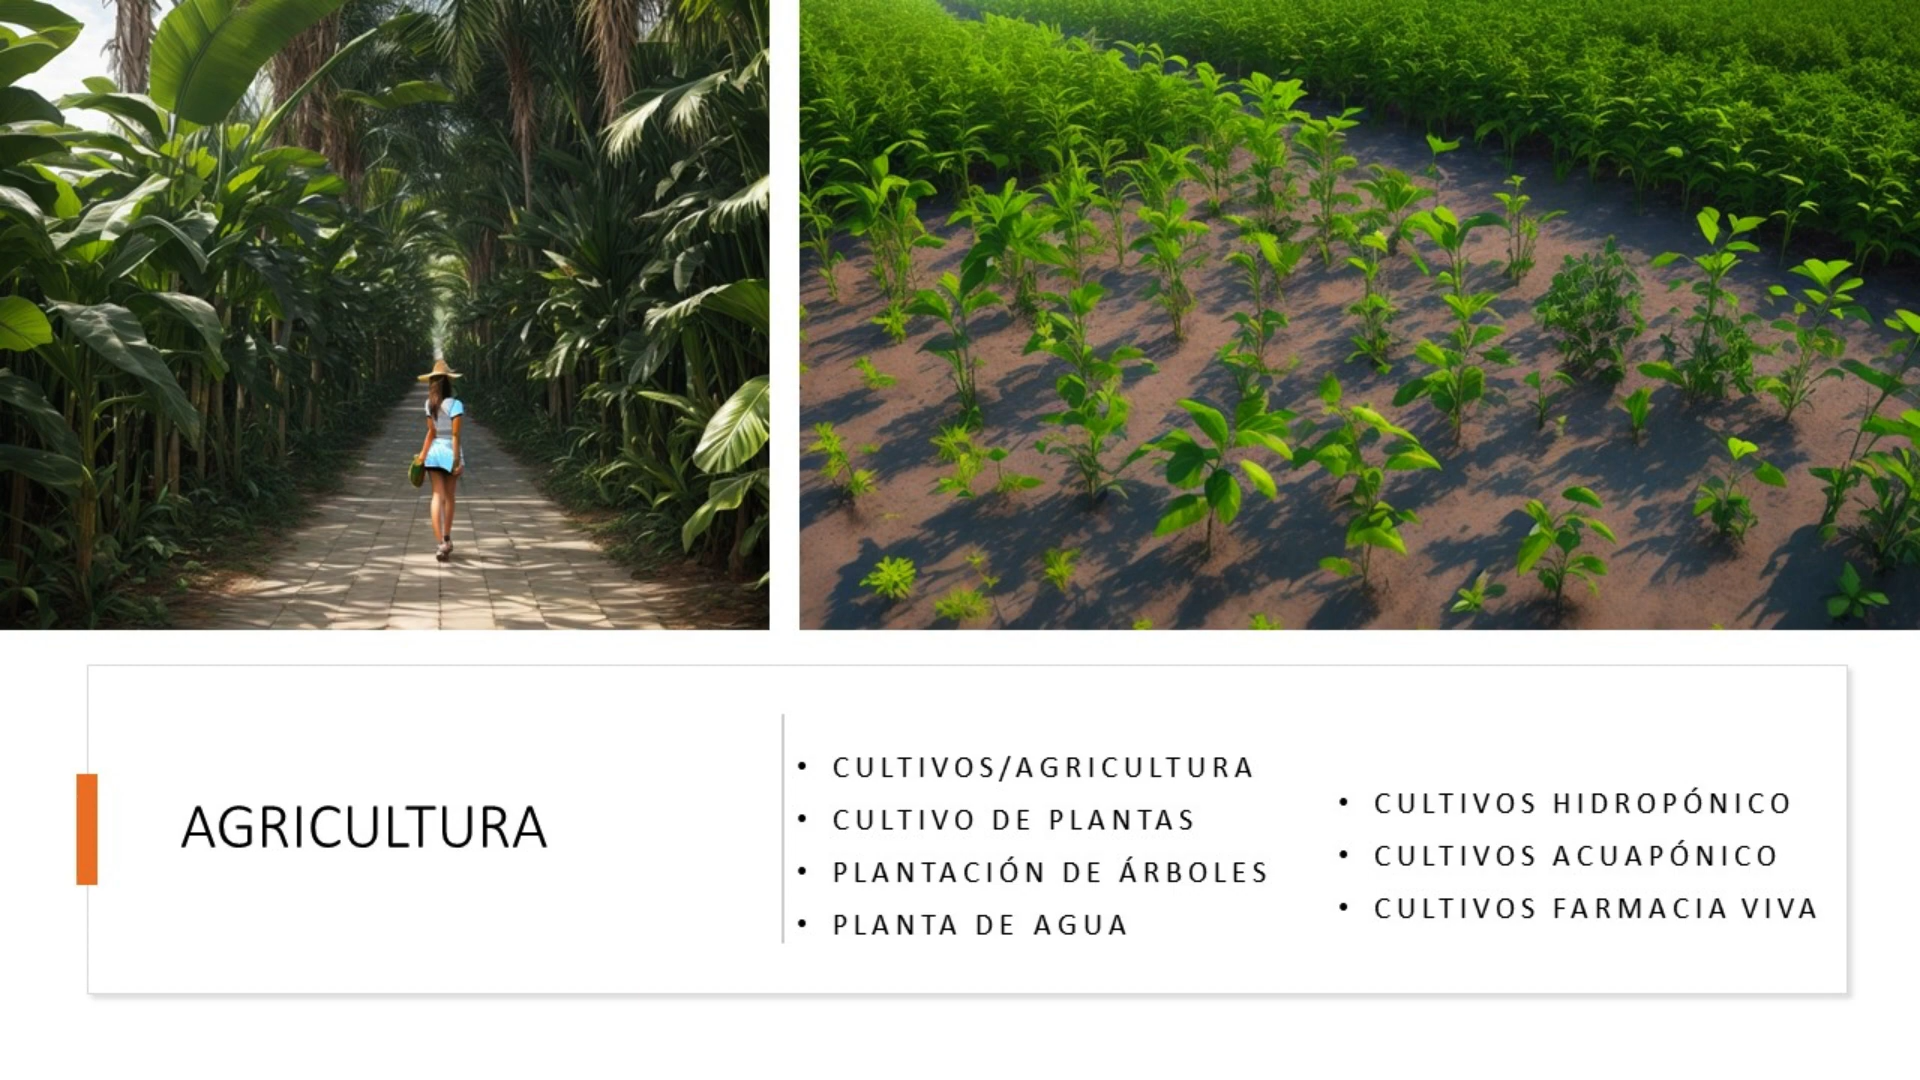 AGRICULTURA
• CULTIVOS/AGRICULTURA
• CULTIVO DE PLANTAS
• PLANTACIÓN DE ÁRBOLES
• PLANTA DE AGUA
• CULTIVOS HIDROPÓNICO
• CULTIVOS ACUAPÓNICO
• CULTIVOS FARMACIA VIVA